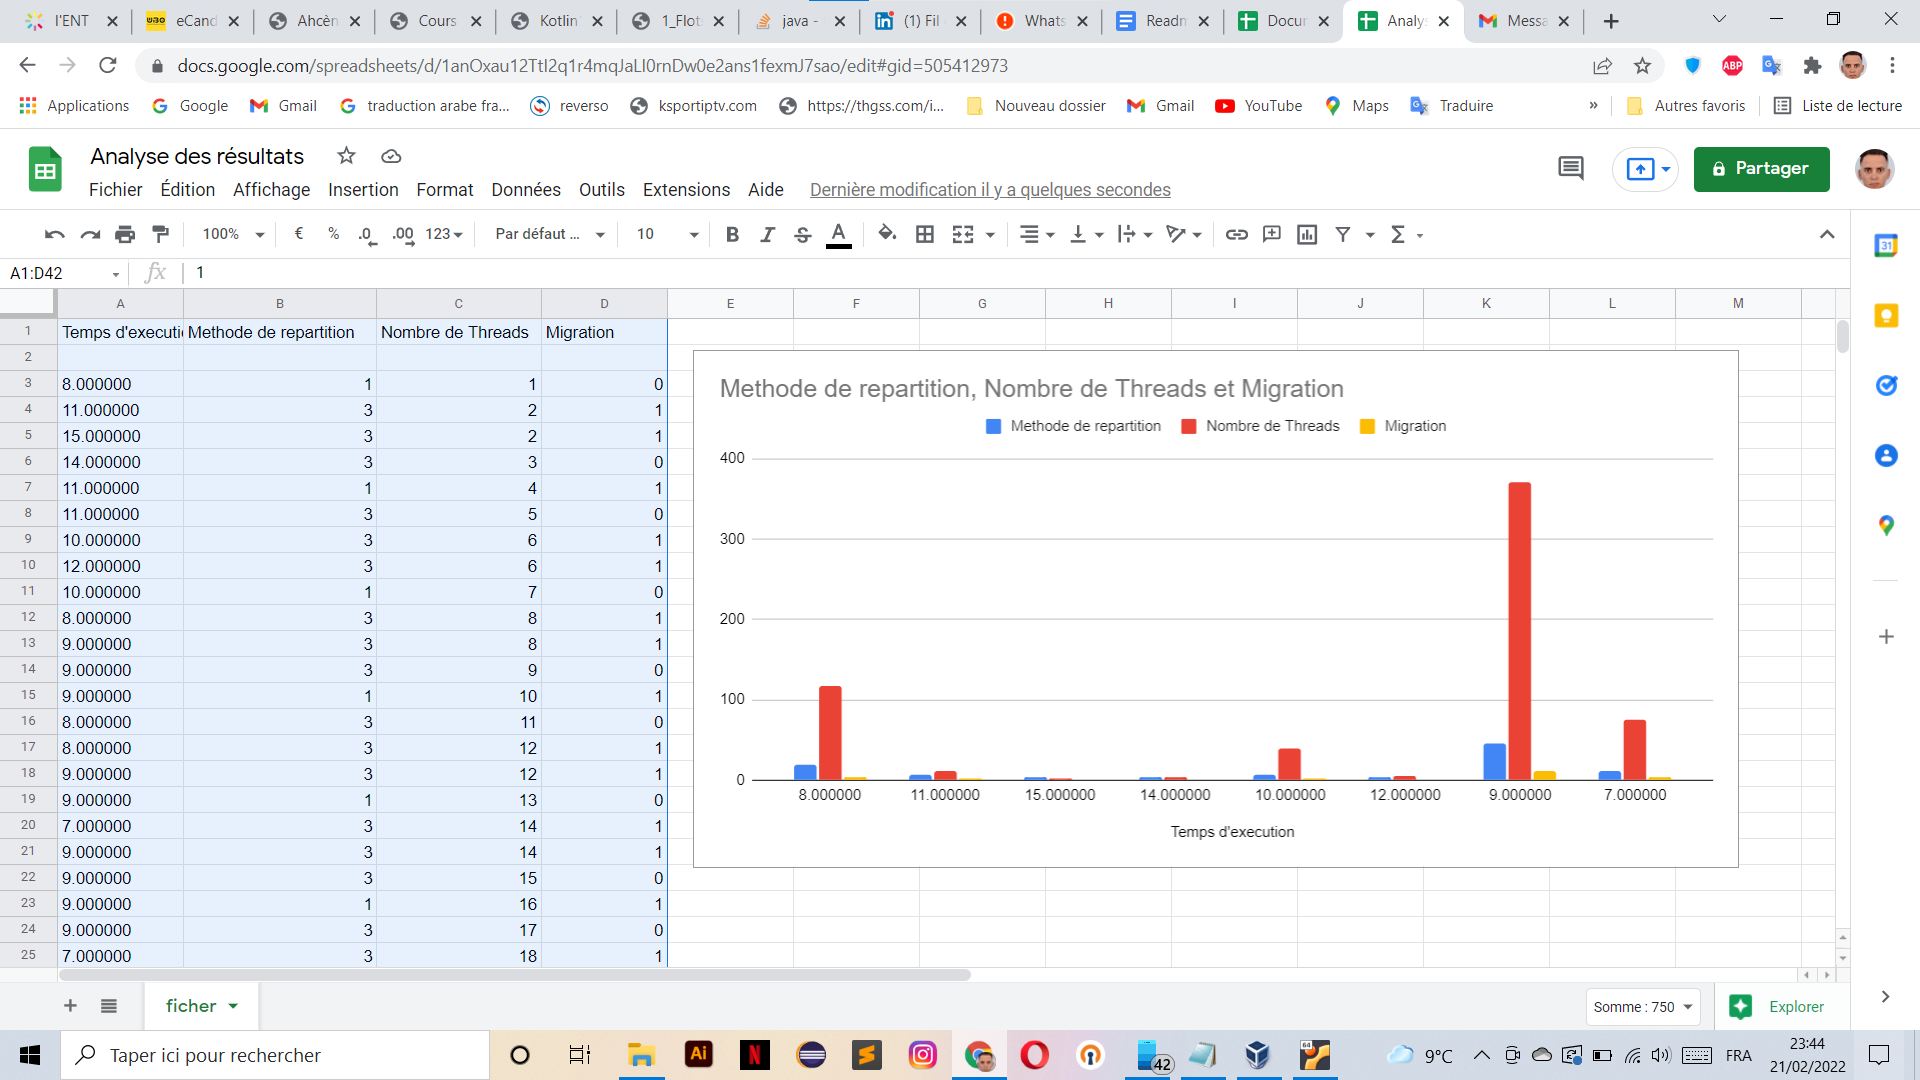 l'ENT
eCand
Ahcèn
Cours
Kotlin
1_Flot
java -
(1) Fil
Whats
Readn
Docur
Analys
Messa
docs.google.com/spreadsheets/d/1anOxau12TtI2q1r4mqJaLI0rnDw0e2ans1fexmJ7sao/edit#gid=505412973
Applications
Google
Gmail
traduction arabe fra...
reverso
ksportiptv.com
https://thgss.com/i...
Nouveau dossier
Gmail
YouTube
Maps
Traduire
»
Autres favoris
Liste de lecture
Analyse des résultats
Fichier Édition Affichage Insertion Format Données Outils Extensions Aide
Dernière modification il y a quelques secondes
Partager
100% € % .0 .00 123 Par défaut ... 10 B I S A
A1:D42
fx 1
A B C D E F G H I J K L M
1 Temps d'executi Methode de repartition Nombre de Threads Migration
2
3 8.000000 1 1 0
4 11.000000 3 2 1
5 15.000000 3 2 1
6 14.000000 3 3 0
7 11.000000 1 4 1
8 11.000000 3 5 0
9 10.000000 3 6 1
10 12.000000 3 6 1
11 10.000000 1 7 0
12 8.000000 3 8 1
13 9.000000 3 8 1
14 9.000000 3 9 0
15 9.000000 1 10 1
16 8.000000 3 11 0
17 8.000000 3 12 1
18 9.000000 3 12 1
19 9.000000 1 13 0
20 7.000000 3 14 1
21 9.000000 3 14 1
22 9.000000 3 15 0
23 9.000000 1 16 1
24 9.000000 3 17 0
25 7.000000 3 18 1
Methode de repartition, Nombre de Threads et Migration
Methode de repartition Nombre de Threads Migration
400
300
200
100
0
8.000000 11.000000 15.000000 14.000000 10.000000 12.000000 9.000000 7.000000
Temps d'execution
ficher
Somme : 750
Explorer
Taper ici pour rechercher
42
9°C
FRA
23:44
21/02/2022